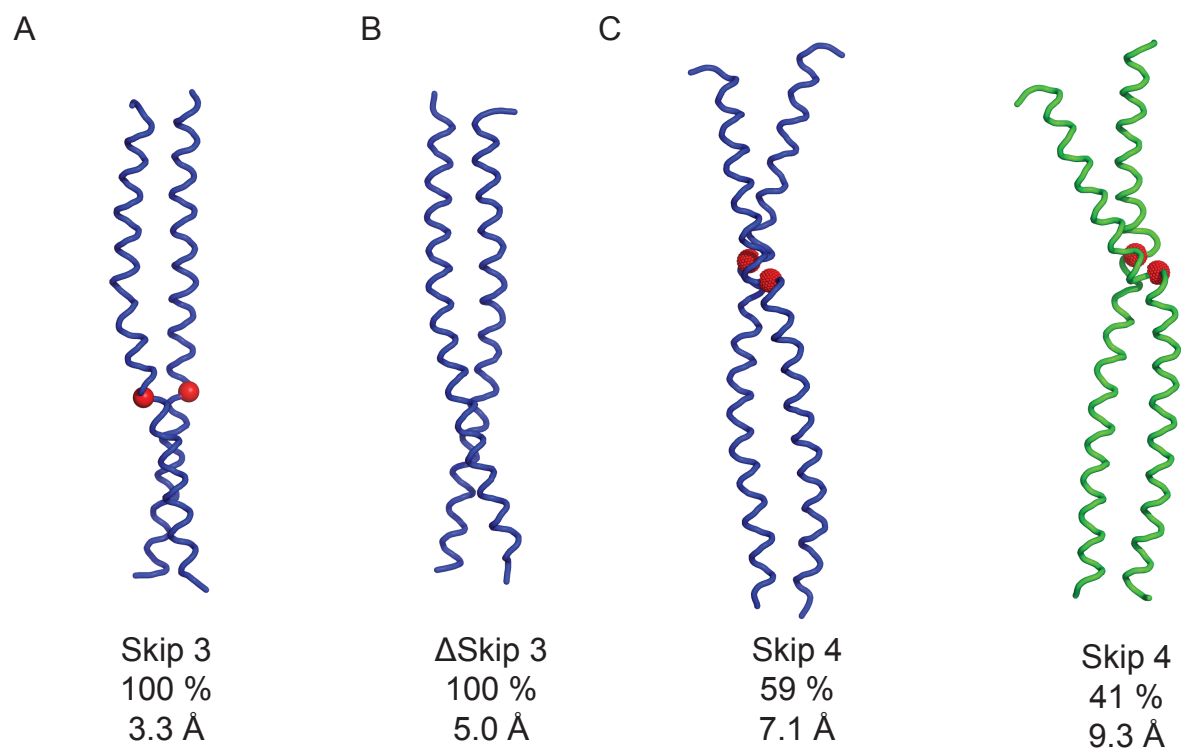 A
B
C
Skip 3
100 %
3.3 Å
ΔSkip 3
100 %
5.0 Å
Skip 4
59 %
7.1 Å
Skip 4
41 %
9.3 Å